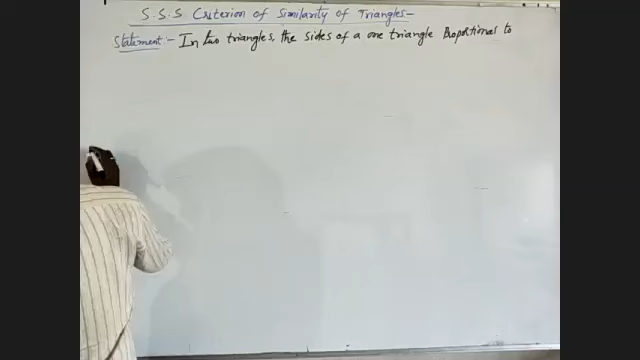 S.S.S Criterion of Similarity of Triangles-
Statement:- In two triangles, the sides of a one triangle Proportional to